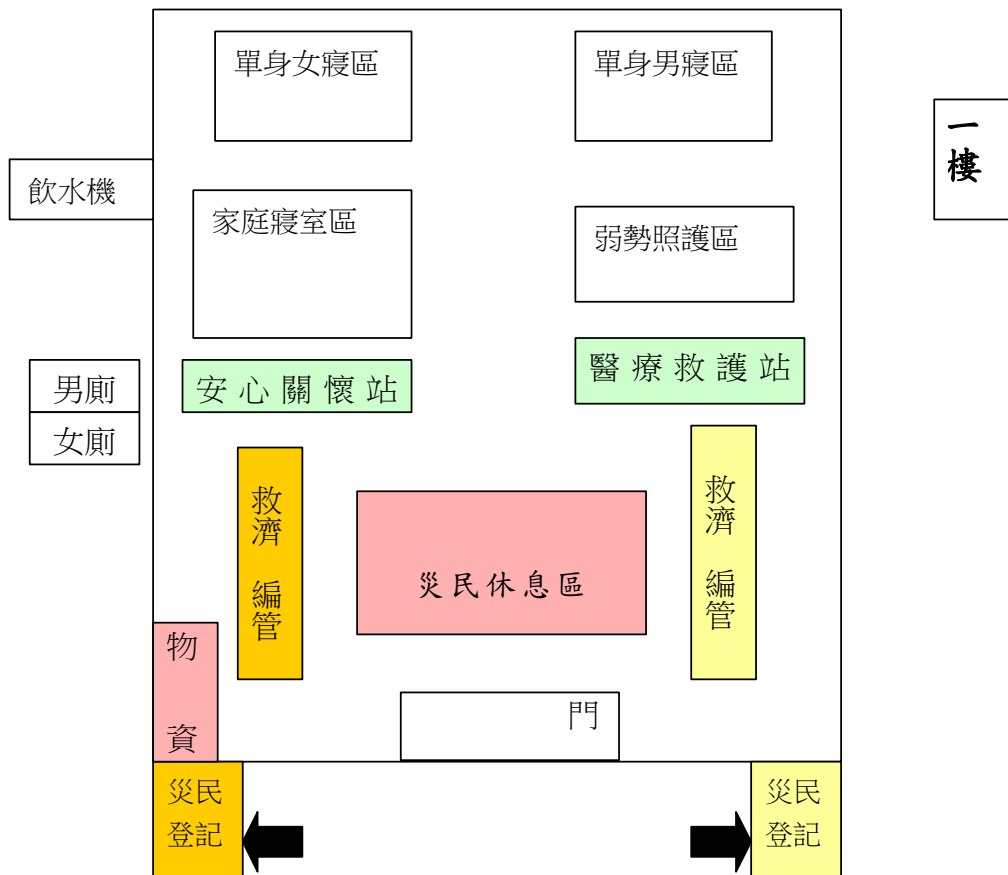 單身女寢區
單身男寢區
一樓
飲水機
家庭寢室區
弱勢照護區
男廁
女廁
安心關懷站
醫療救護站
救濟 編管
救濟 編管
災民休息區
物資
門
災民
登記
災民
登記